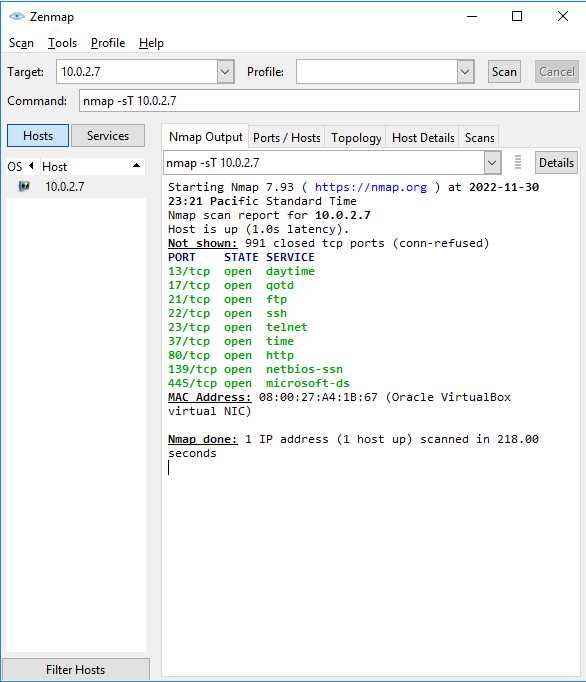 Zenmap
Scan Tools Profile Help
Target: 10.0.2.7 Profile: Scan Cancel
Command: nmap -sT 10.0.2.7
Hosts Services
Nmap Output Ports / Hosts Topology Host Details Scans
OS Host
nmap -sT 10.0.2.7 Details
10.0.2.7
Starting Nmap 7.93 ( https://nmap.org ) at 2022-11-30
23:21 Pacific Standard Time
Nmap scan report for 10.0.2.7
Host is up (1.0s latency).
Not shown: 991 closed tcp ports (conn-refused)
PORT STATE SERVICE
13/tcp open daytime
17/tcp open qotd
21/tcp open ftp
22/tcp open ssh
23/tcp open telnet
37/tcp open time
80/tcp open http
139/tcp open netbios-ssn
445/tcp open microsoft-ds
MAC Address: 08:00:27:A4:1B:67 (Oracle VirtualBox
virtual NIC)
Nmap done: 1 IP address (1 host up) scanned in 218.00
seconds
Filter Hosts